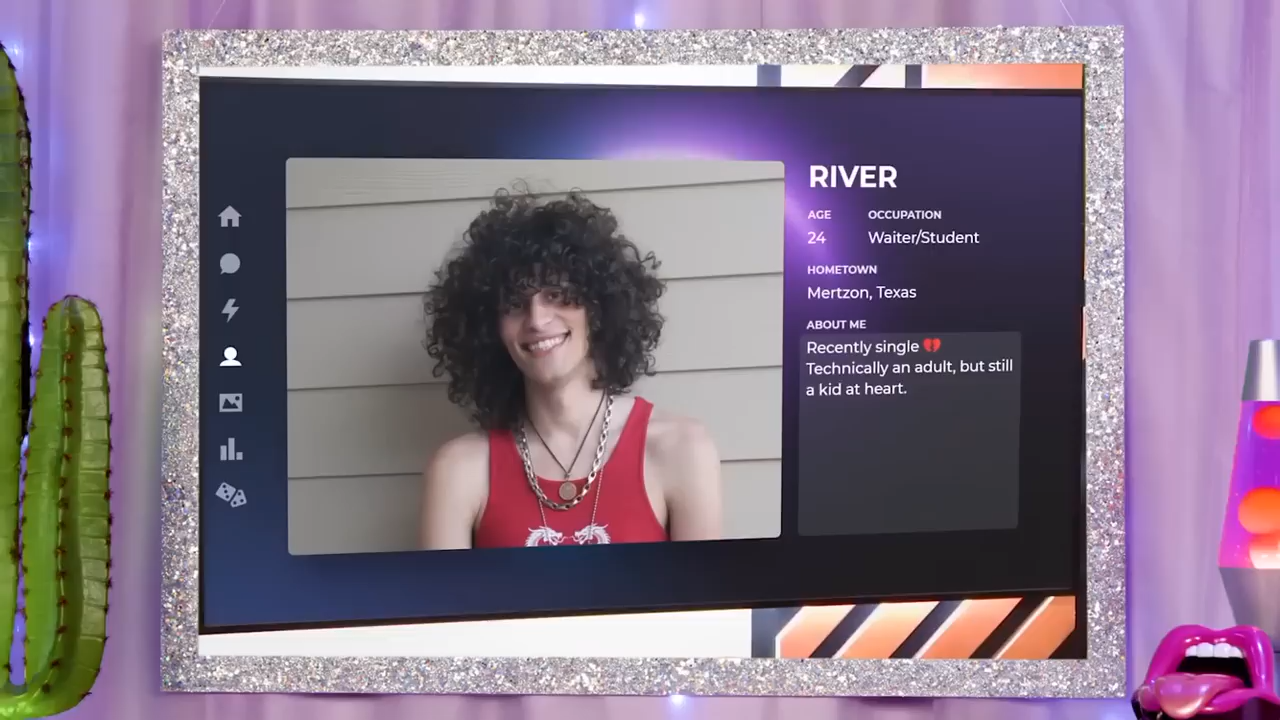 RIVER
AGE OCCUPATION
24 Waiter/Student
HOMETOWN
Mertzon, Texas
ABOUT ME
Recently single 💔
Technically an adult, but still
a kid at heart.